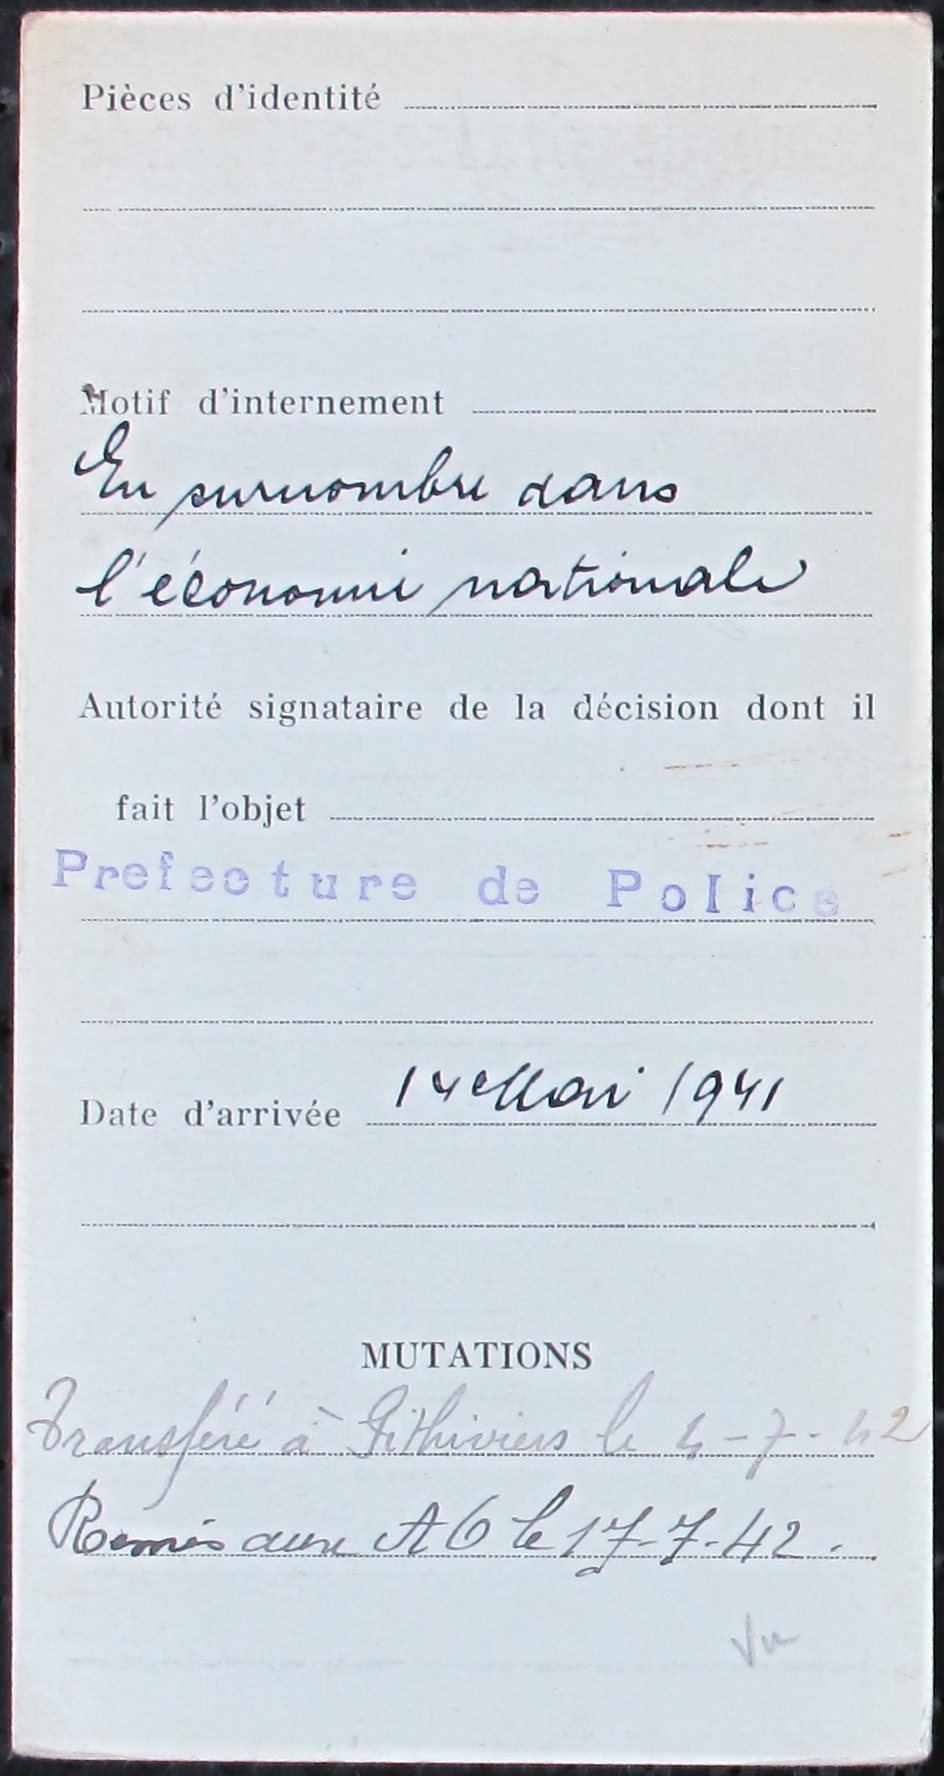 Pièces d'identité
Motif d'internement
En surnombre dans
l'économie nationale
Autorité signataire de la décision dont il
fait l'objet
Prefecture de Police
Date d'arrivée 14 Mai 1941
MUTATIONS
Transféré à Pithiviers le 4-7-42
Remis aux AO le 17-7-42.
Vu